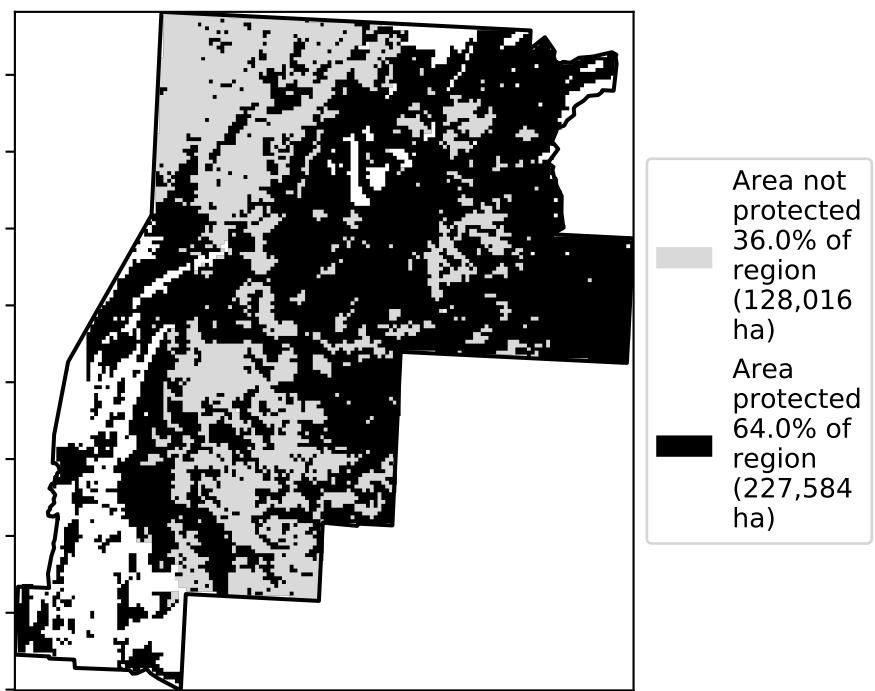 Area not
protected
36.0% of
region
(128,016
ha)
Area
protected
64.0% of
region
(227,584
ha)